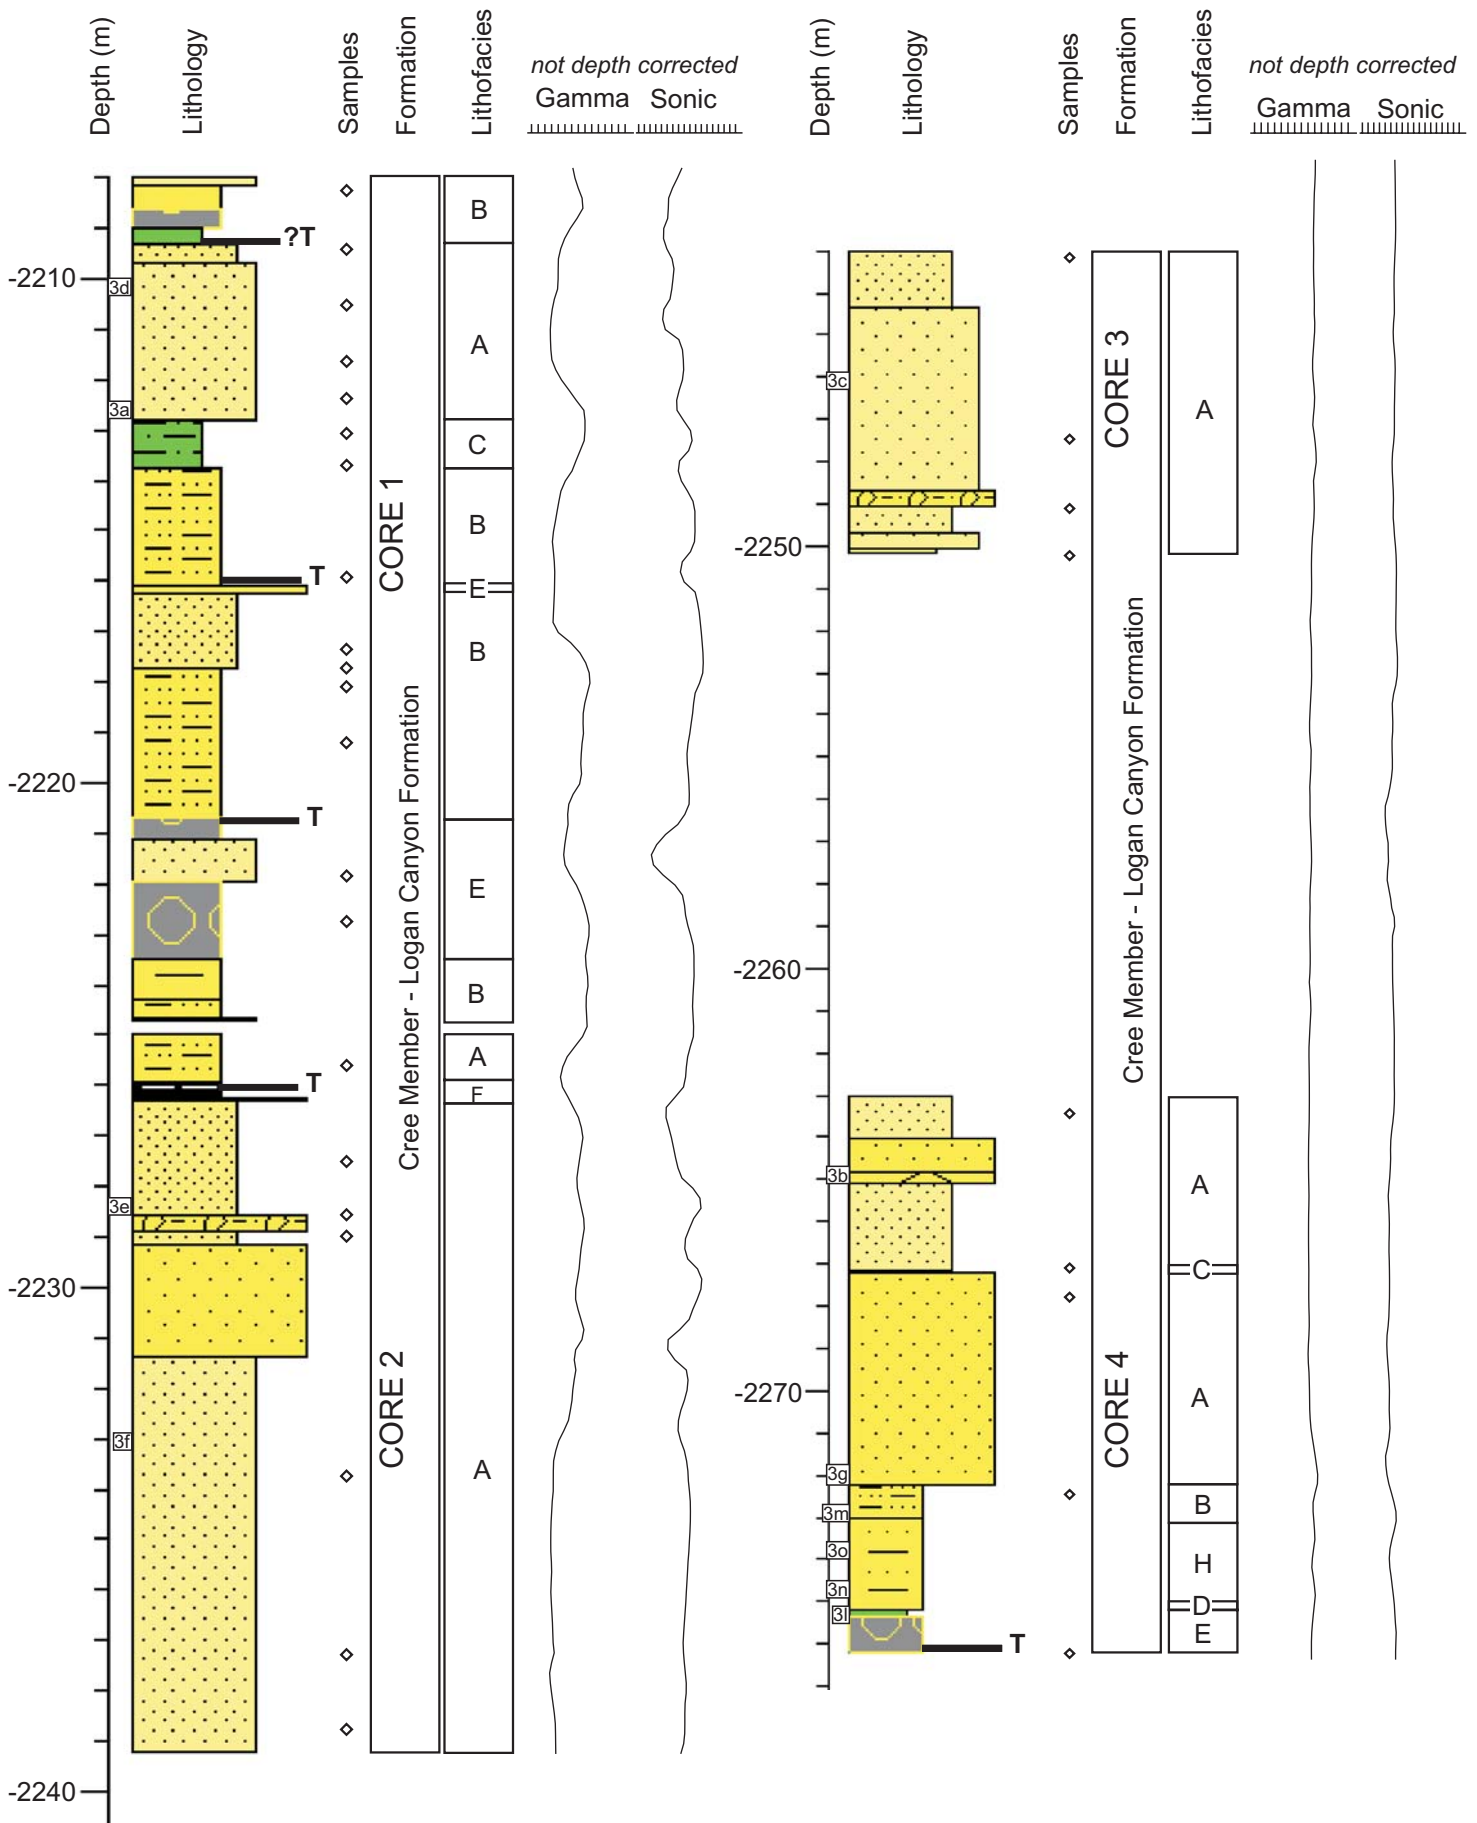 Depth (m)
Lithology
Samples
Formation
Lithofacies
not depth corrected
Gamma Sonic
-2210
-2220
-2230
-2240
3d
3a
3e
3f
?T
T
T
T
CORE 1
CORE 2
Cree Member - Logan Canyon Formation
B
A
C
B
E
B
E
B
A
F
A
Depth (m)
Lithology
Samples
Formation
Lithofacies
not depth corrected
Gamma Sonic
-2250
-2260
-2270
3c
3b
3g
3m
3o
3n
3l
T
CORE 3
CORE 4
Cree Member - Logan Canyon Formation
A
A
C
A
B
H
D
E